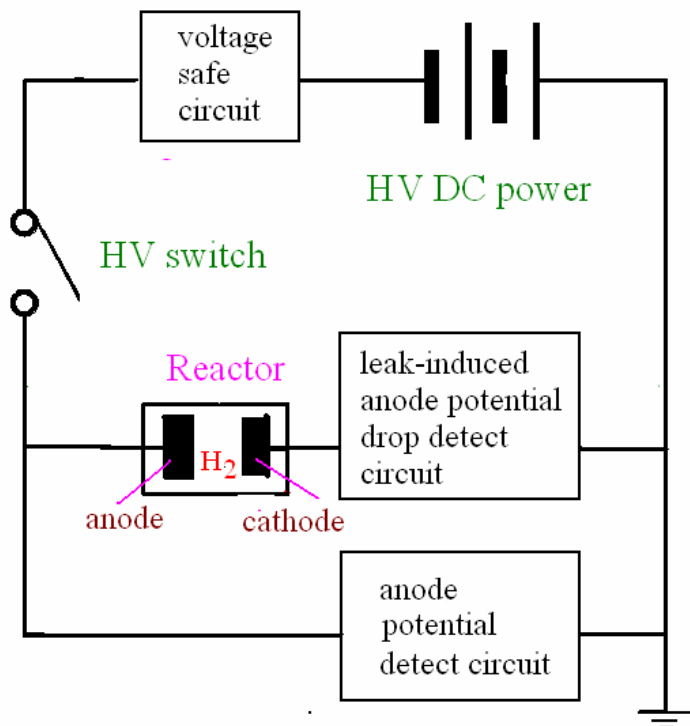 voltage
safe
circuit
HV DC power
HV switch
Reactor
H₂
anode
cathode
leak-induced
anode potential
drop detect
circuit
anode
potential
detect circuit